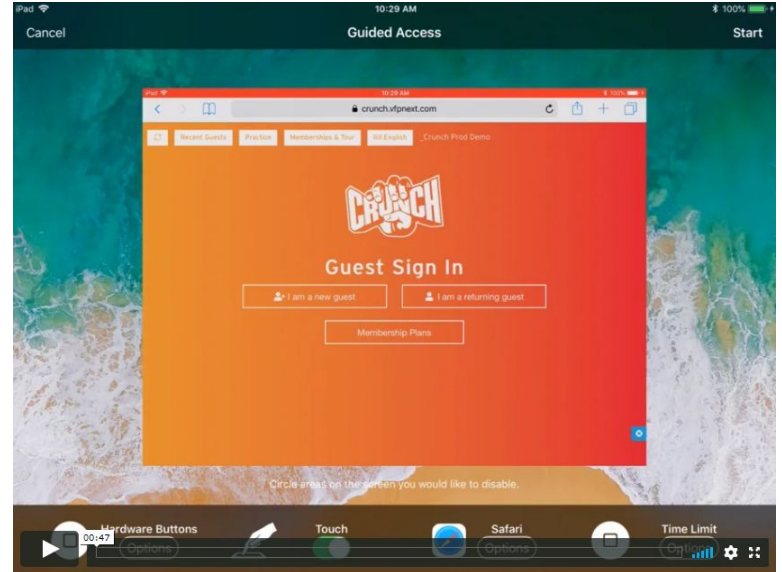 iPad 10:29 AM 100%
Cancel Guided Access Start
iPad 10:29 AM 100%
crunch.vfpnext.com
Recent Guests Practice Memberships & Tour Kili English _Crunch Prod Demo
CRUNCH
Guest Sign In
I am a new guest I am a returning guest
Membership Plans
Circle areas on the screen you would like to disable.
Hardware Buttons Touch Safari Time Limit
00:47
Options Options Options